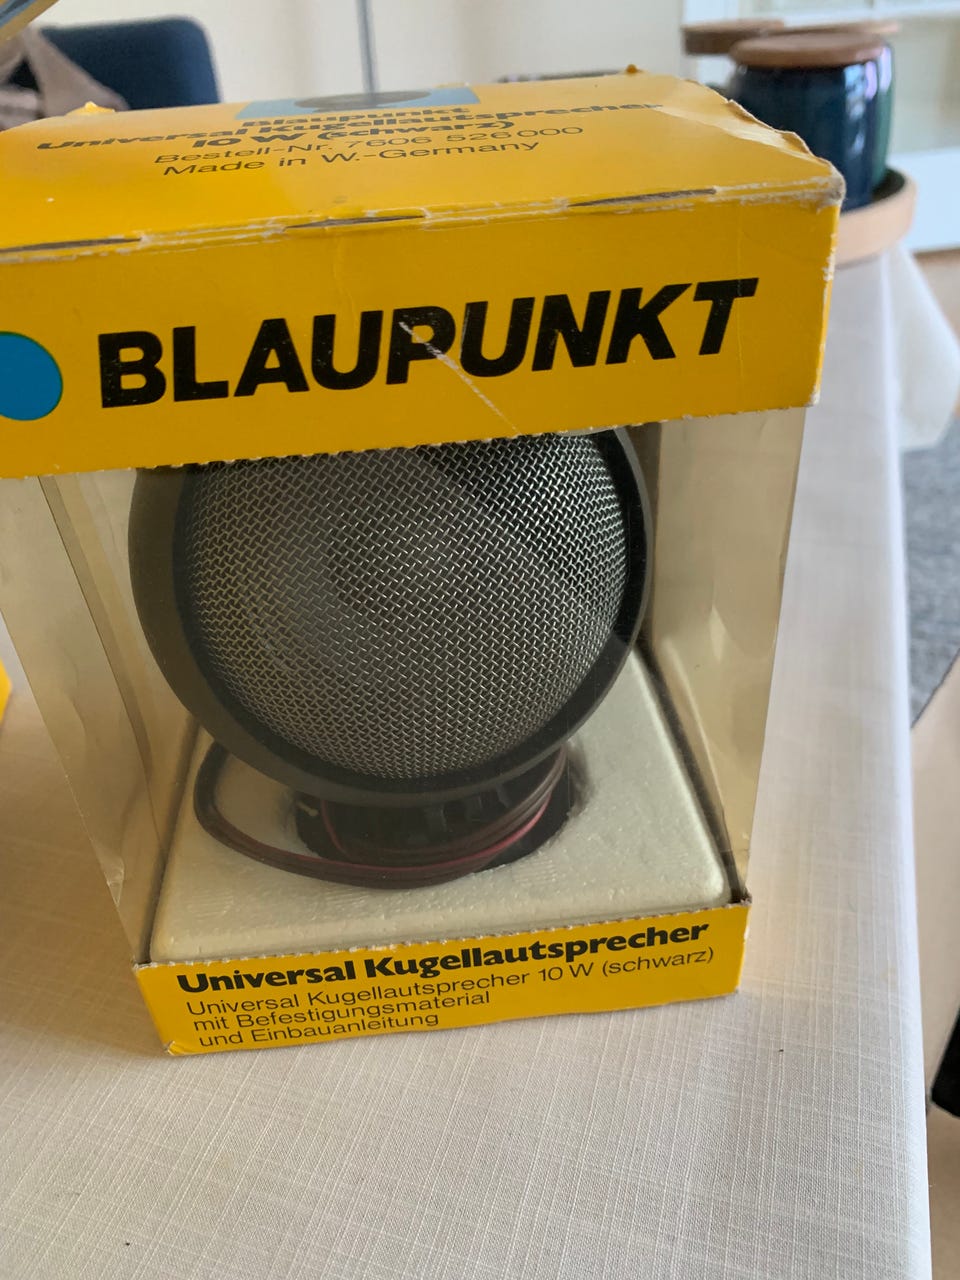 Blaupunkt
Universal Kugellautsprecher
10 W (schwarz)
Bestell-Nr. 7606 526 000
Made in W.-Germany
BLAUPUNKT
Universal Kugellautsprecher
Universal Kugellautsprecher 10 W (schwarz)
mit Befestigungsmaterial
und Einbauanleitung